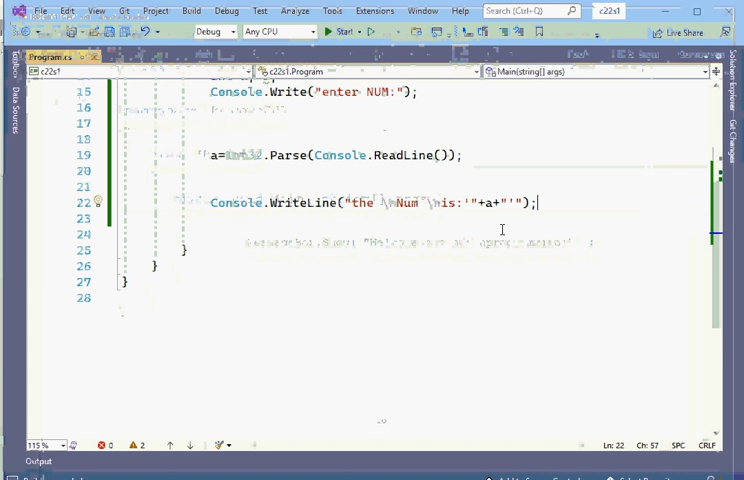 File Edit View Git Project Build Debug Test Analyze Tools Extensions Window Help Search (Ctrl+Q) c22s1
Debug Any CPU Start Live Share
Program.cs
c22s1 c22s1.Program Main(string[] args)
Toolbox
Data Sources
Solution Explorer
Git Changes
15 Console.Write("enter NUM:");
16
17
18
19 a=Int32.Parse(Console.ReadLine());
20
21
22 Console.WriteLine("the \nNum \nis:'"+a+"'");
23
24
25 }
26 }
27 }
28
115 % 0 2 Ln: 22 Ch: 57 SPC CRLF
Output